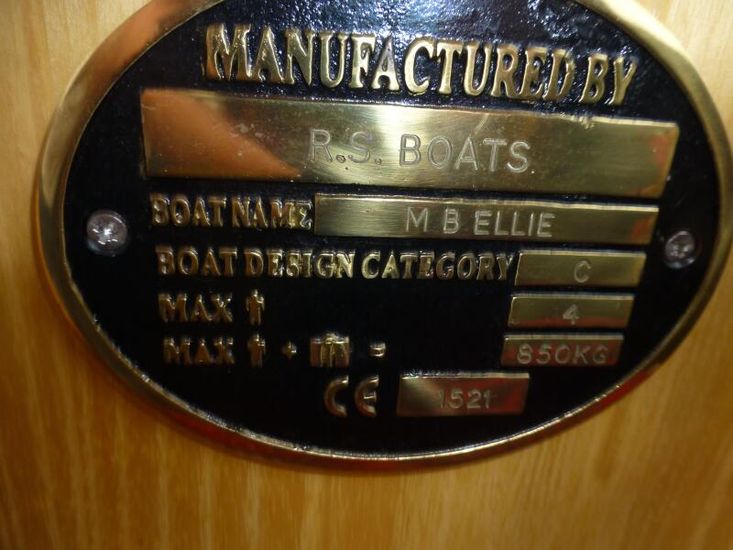 MANUFACTURED BY
R.S. BOATS
BOAT NAME M B ELLIE
BOAT DESIGN CATEGORY C
MAX 4
MAX + = 850KG
CE 1521